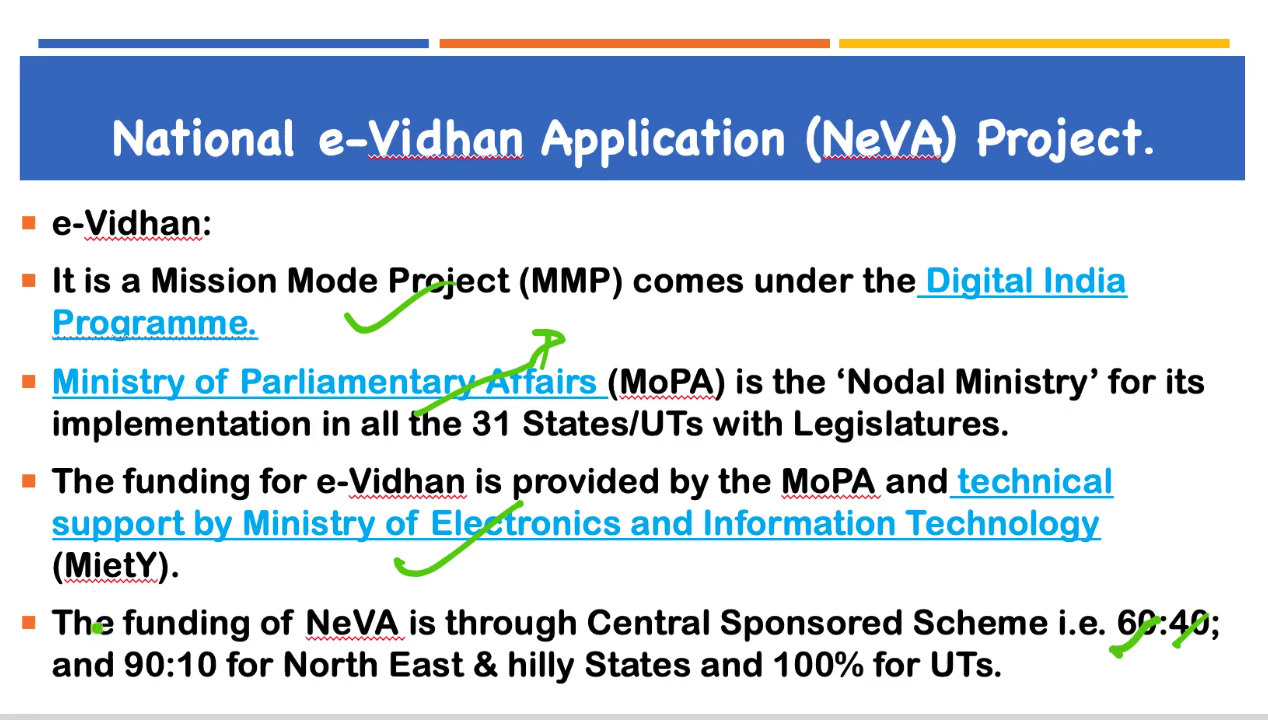 National e-Vidhan Application (NeVA) Project.
e-Vidhan:
It is a Mission Mode Project (MMP) comes under the Digital India
Programme.
Ministry of Parliamentary Affairs (MoPA) is the ‘Nodal Ministry’ for its
implementation in all the 31 States/UTs with Legislatures.
The funding for e-Vidhan is provided by the MoPA and technical
support by Ministry of Electronics and Information Technology
(MietY).
The funding of NeVA is through Central Sponsored Scheme i.e. 60:40;
and 90:10 for North East & hilly States and 100% for UTs.